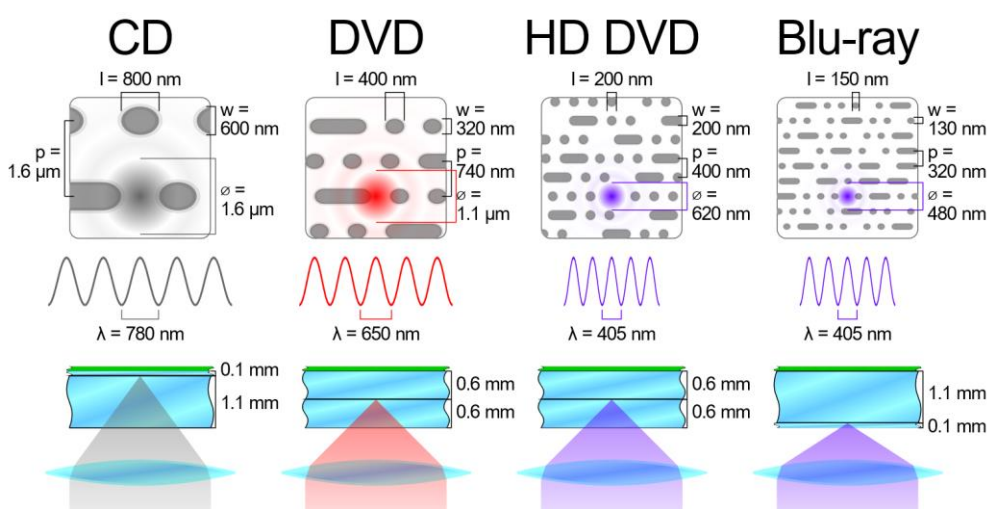 CD
DVD
HD DVD
Blu-ray
l = 800 nm
w =
600 nm
p =
1.6 µm
⌀ =
1.6 µm
l = 400 nm
w =
320 nm
p =
740 nm
⌀ =
1.1 µm
l = 200 nm
w =
200 nm
p =
400 nm
⌀ =
620 nm
l = 150 nm
w =
130 nm
p =
320 nm
⌀ =
480 nm
λ = 780 nm
λ = 650 nm
λ = 405 nm
λ = 405 nm
0.1 mm
1.1 mm
0.6 mm
0.6 mm
0.6 mm
0.6 mm
1.1 mm
0.1 mm